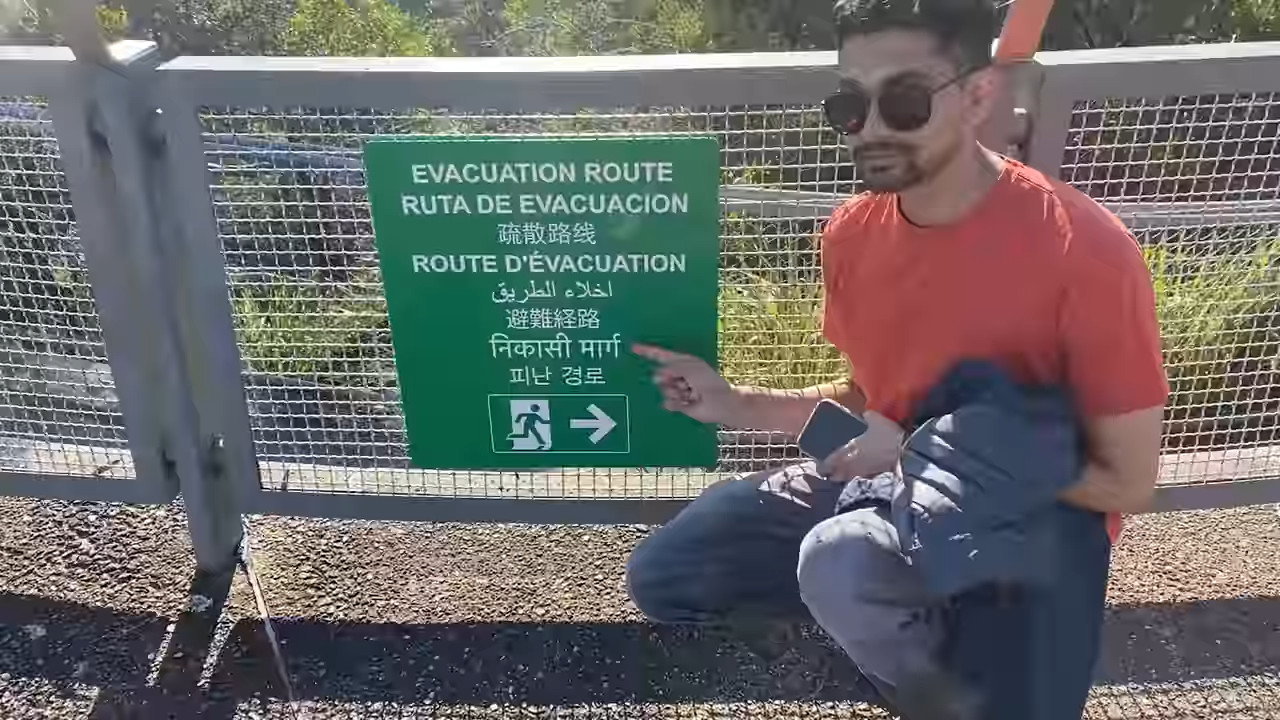 EVACUATION ROUTE
RUTA DE EVACUACION
疏散路线
ROUTE D'ÉVACUATION
اخلاء الطريق
避難経路
निकासी मार्ग
피난 경로